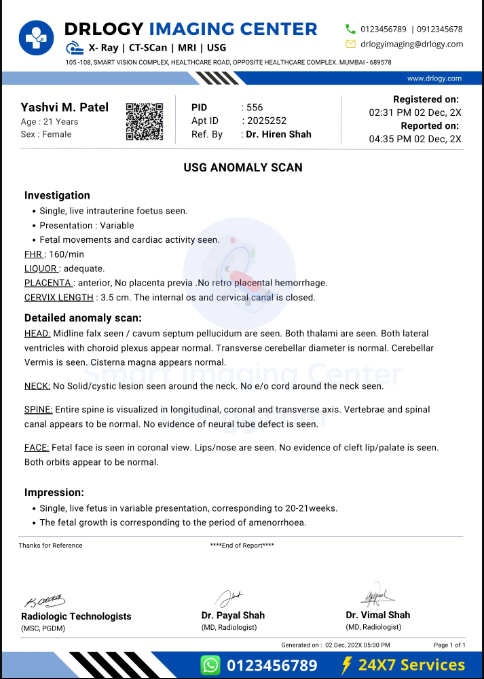 DRLOGY IMAGING CENTER
X- Ray | CT-SCan | MRI | USG
105 -108, SMART VISION COMPLEX, HEALTHCARE ROAD, OPPOSITE HEALTHCARE COMPLEX. MUMBAI - 689578
0123456789 | 0912345678
drlogyimaging@drlogy.com
www.drlogy.com
Yashvi M. Patel
Age : 21 Years
Sex : Female
PID : 556
Apt ID : 2025252
Ref. By : Dr. Hiren Shah
Registered on:
02:31 PM 02 Dec, 2X
Reported on:
04:35 PM 02 Dec, 2X
USG ANOMALY SCAN
Investigation
• Single, live intrauterine foetus seen.
• Presentation : Variable
• Fetal movements and cardiac activity seen.
FHR : 160/min
LIQUOR : adequate.
PLACENTA : anterior, No placenta previa .No retro placental hemorrhage.
CERVIX LENGTH : 3.5 cm. The internal os and cervical canal is closed.
Detailed anomaly scan:
HEAD: Midline falx seen / cavum septum pellucidum are seen. Both thalami are seen. Both lateral
ventricles with choroid plexus appear normal. Transverse cerebellar diameter is normal. Cerebellar
Vermis is seen. Cisterna magna appears normal.
Smart Imaging Center
NECK: No Solid/cystic lesion seen around the neck. No e/o cord around the neck seen.
SPINE: Entire spine is visualized in longitudinal, coronal and transverse axis. Vertebrae and spinal
canal appears to be normal. No evidence of neural tube defect is seen.
FACE: Fetal face is seen in coronal view. Lips/nose are seen. No evidence of cleft lip/palate is seen.
Both orbits appear to be normal.
Impression:
• Single, live fetus in variable presentation, corresponding to 20-21weeks.
• The fetal growth is corresponding to the period of amenorrhoea.
Thanks for Reference
****End of Report****
Radiologic Technologists
(MSC, PGDM)
Dr. Payal Shah
(MD, Radiologist)
Dr. Vimal Shah
(MD, Radiologist)
Generated on : 02 Dec, 202X 05:00 PM
Page 1 of 1
0123456789
24X7 Services